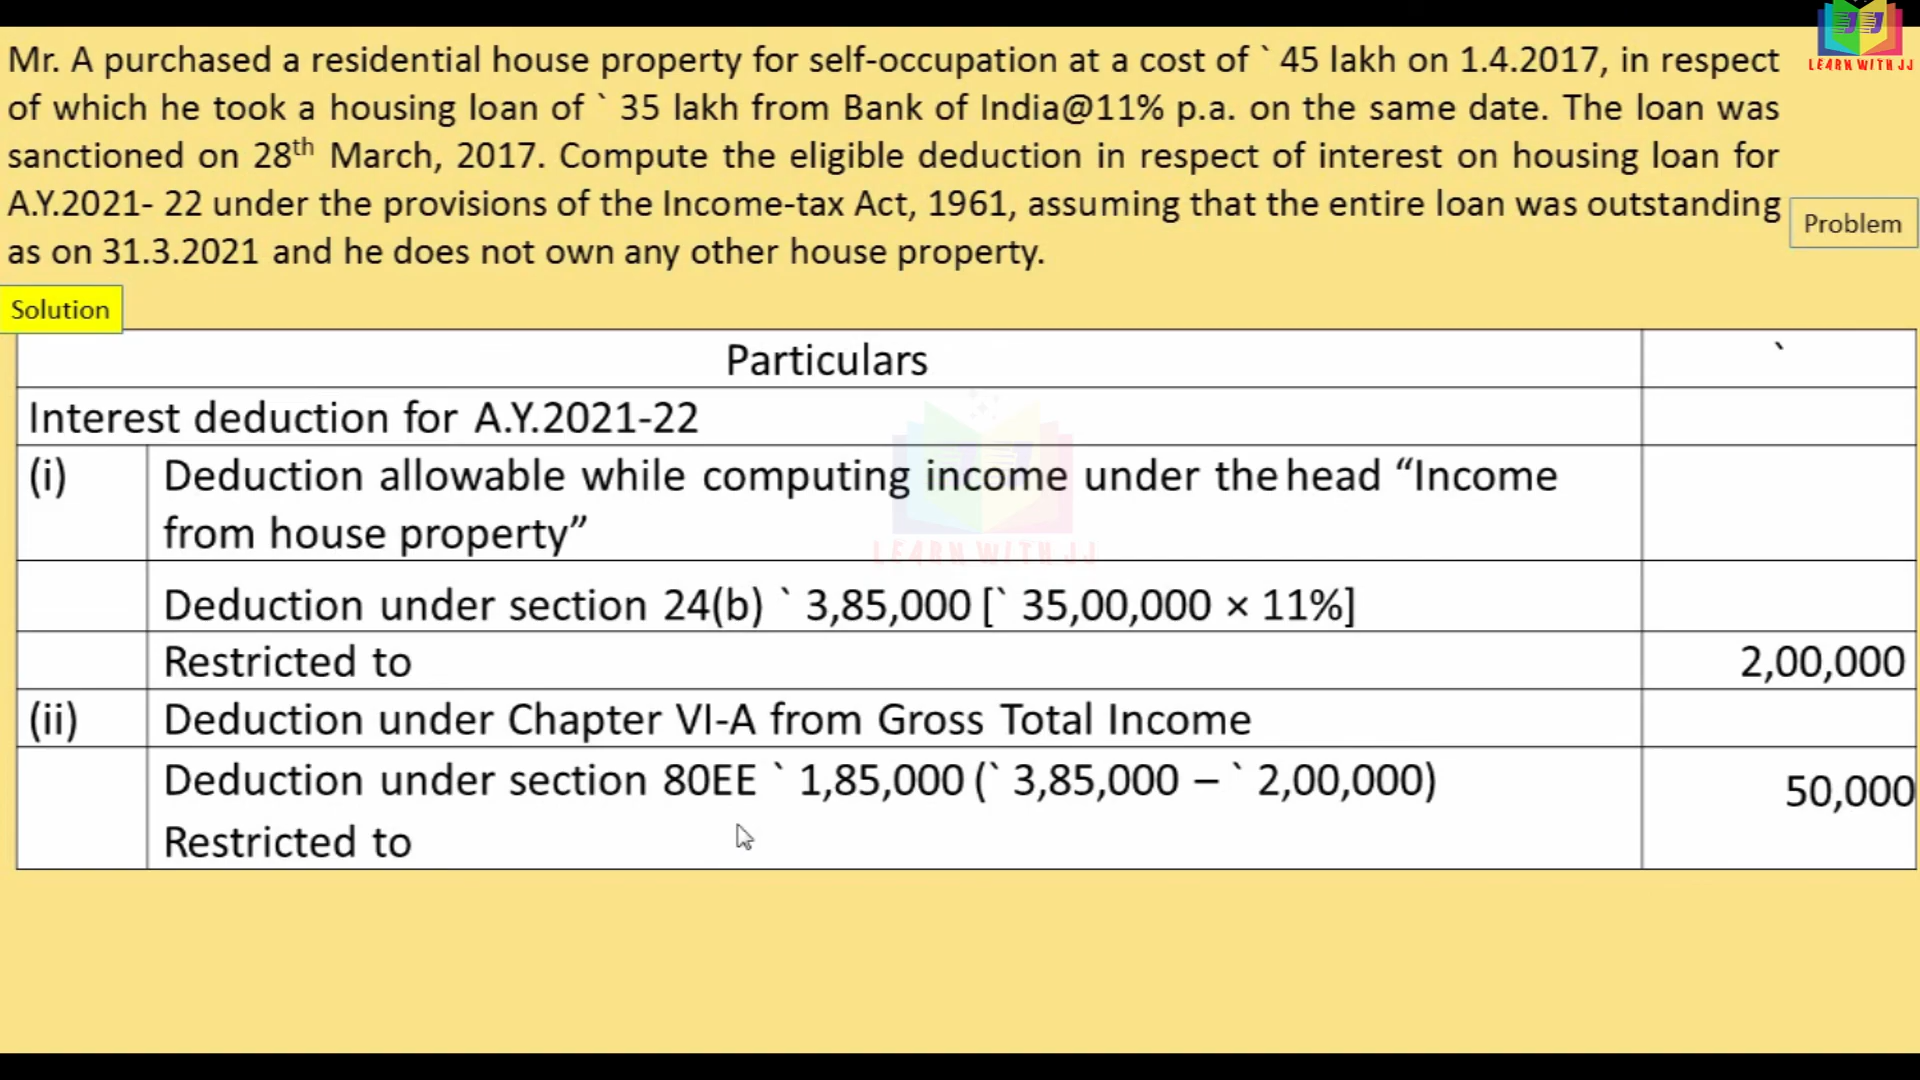 LEARN WITH JJ
Mr. A purchased a residential house property for self-occupation at a cost of ` 45 lakh on 1.4.2017, in respect
of which he took a housing loan of ` 35 lakh from Bank of India@11% p.a. on the same date. The loan was
sanctioned on 28th March, 2017. Compute the eligible deduction in respect of interest on housing loan for
A.Y.2021- 22 under the provisions of the Income-tax Act, 1961, assuming that the entire loan was outstanding
as on 31.3.2021 and he does not own any other house property.
Problem
Solution
Particulars `
Interest deduction for A.Y.2021-22
(i) Deduction allowable while computing income under the head “Income
from house property”
LEARN WITH JJ
Deduction under section 24(b) ` 3,85,000 [` 35,00,000 × 11%]
Restricted to 2,00,000
(ii) Deduction under Chapter VI-A from Gross Total Income
Deduction under section 80EE ` 1,85,000 (` 3,85,000 – ` 2,00,000) 50,000
Restricted to